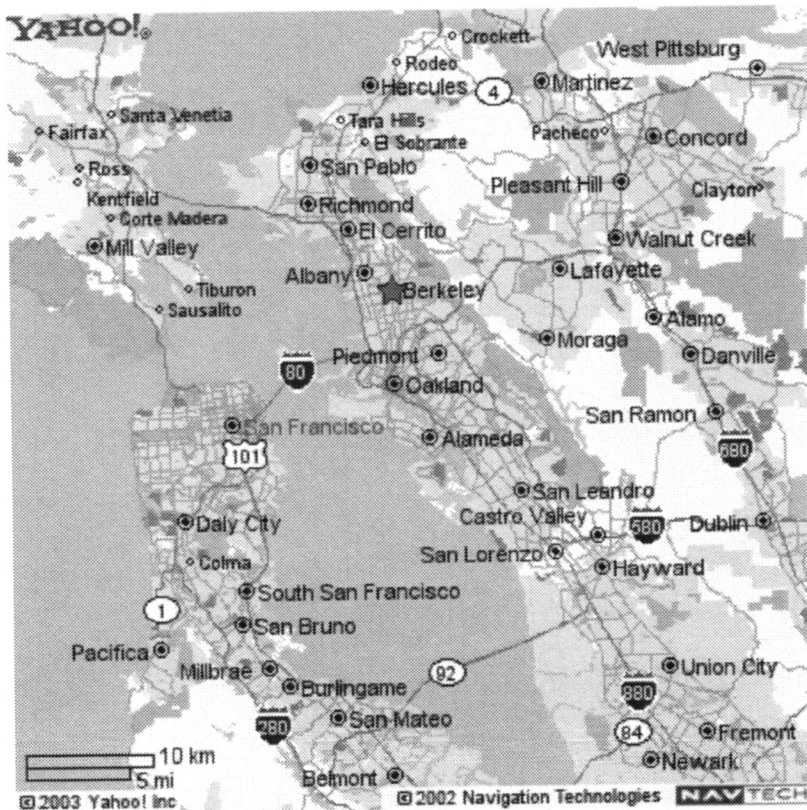 YAHOO!
Crockett
Rodeo
West Pittsburg
Hercules
4
Martinez
Santa Venetia
Tara Hills
Fairfax
El Sobrante
Pacheco
Concord
Ross
San Pablo
Pleasant Hill
Clayton
Kentfield
Richmond
Corte Madera
El Cerrito
Walnut Creek
Mill Valley
Albany
Lafayette
Tiburon
Berkeley
Sausalito
Alamo
Moraga
Piedmont
Danville
80
Oakland
San Ramon
San Francisco
Alameda
101
680
San Leandro
Castro Valley
Daly City
580
Dublin
San Lorenzo
Colma
Hayward
South San Francisco
1
San Bruno
Pacifica
Millbrae
92
Union City
Burlingame
880
280
San Mateo
84
Fremont
10 km
Newark
5 mi
Belmont
© 2003 Yahoo! Inc
© 2002 Navigation Technologies
NAVTECH